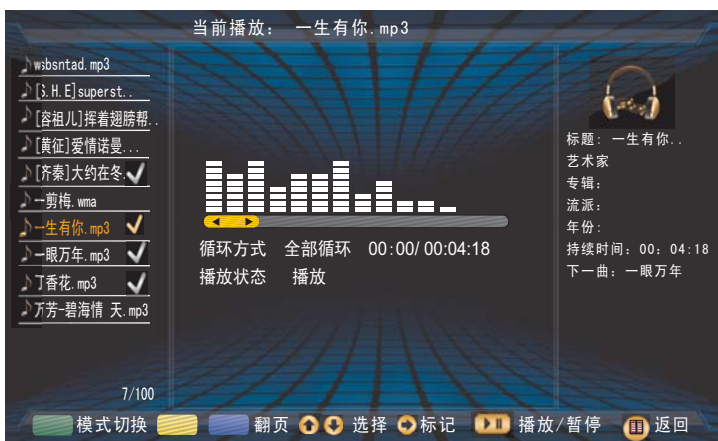 当前播放： 一生有你.mp3
wsbsntad.mp3
[S.H.E]superst..
[容祖儿]挥着翅膀帮..
[黄征]爱情诺曼...
[齐秦]大约在冬
一剪梅.wma
一生有你.mp3
一眼万年.mp3
丁香花.mp3
万芳-碧海情 天.mp3
7/100
循环方式 全部循环 00:00/ 00:04:18
播放状态 播放
标题: 一生有你..
艺术家
专辑:
流派:
年份:
持续时间: 00: 04:18
下一曲: 一眼万年
模式切换 翻页 选择 标记 播放/暂停 返回